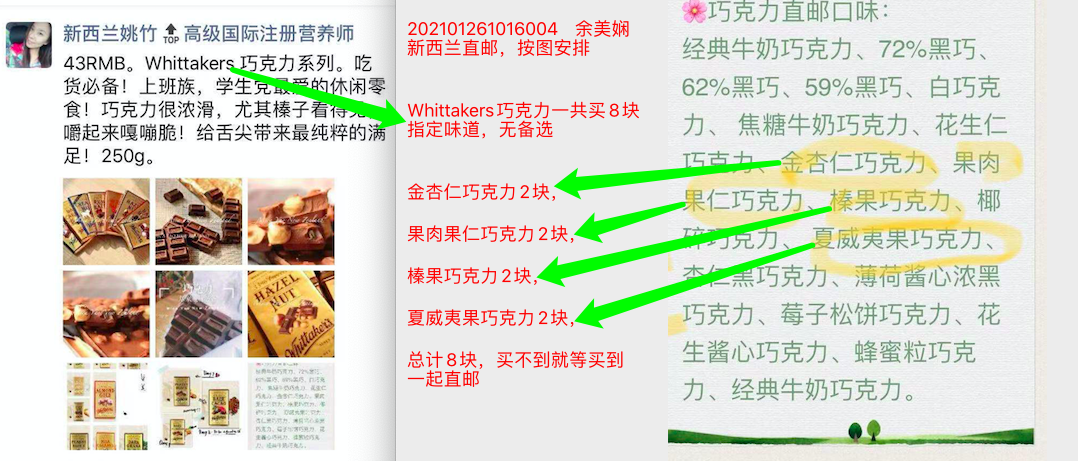 新西兰姚竹 TOP 高级国际注册营养师
43RMB。Whittakers 巧克力系列。吃
货必备！上班族，学生党最爱的休闲零
食！巧克力很浓滑，尤其榛子看得见，
嚼起来嘎嘣脆！给舌尖带来最纯粹的满
足！250g。
HAZEL
NUT
Whittaker's
202101261016004 余美娴
新西兰直邮，按图安排
Whittakers巧克力一共买8块
指定味道，无备选
金杏仁巧克力2块，
果肉果仁巧克力2块，
榛果巧克力2块，
夏威夷果巧克力2块，
总计8块，买不到就等买到
一起直邮
🌸巧克力直邮口味：
经典牛奶巧克力、72%黑巧、
62%黑巧、59%黑巧、白巧克
力、 焦糖牛奶巧克力、花生仁
巧克力、金杏仁巧克力、果肉
果仁巧克力、榛果巧克力、椰
碎巧克力、夏威夷果巧克力、
杏仁黑巧克力、薄荷酱心浓黑
巧克力、莓子松饼巧克力、花
生酱心巧克力、蜂蜜粒巧克
力、经典牛奶巧克力。